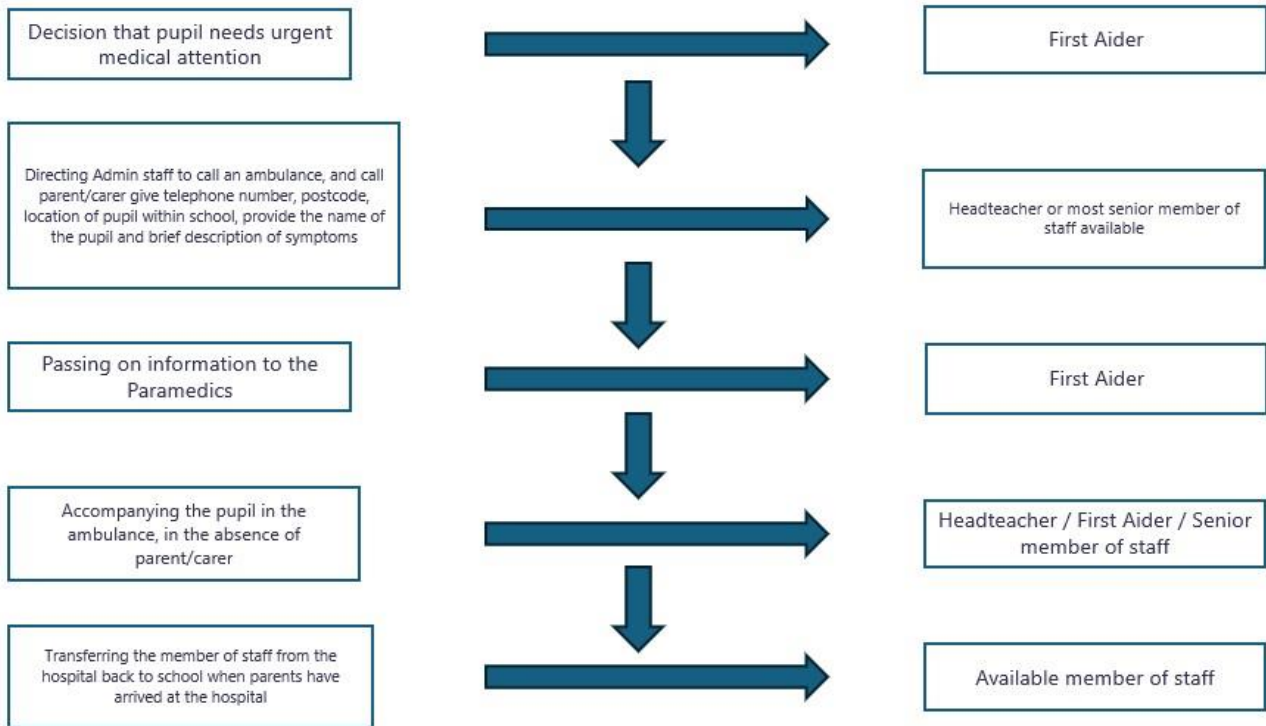 Decision that pupil needs urgent
medical attention
First Aider
Directing Admin staff to call an ambulance, and call
parent/carer give telephone number, postcode,
location of pupil within school, provide the name of
the pupil and brief description of symptoms
Headteacher or most senior member of
staff available
Passing on information to the
Paramedics
First Aider
Accompanying the pupil in the
ambulance, in the absence of
parent/carer
Headteacher / First Aider / Senior
member of staff
Transferring the member of staff from the
hospital back to school when parents have
arrived at the hospital
Available member of staff